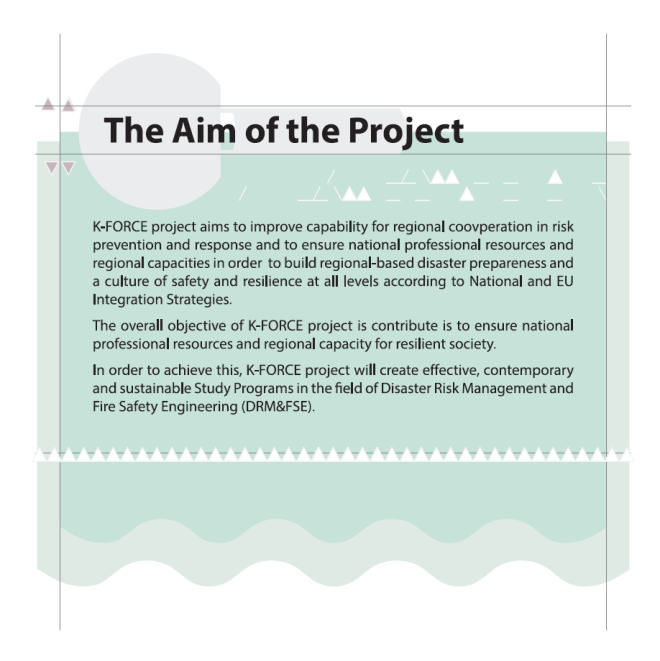 The Aim of the Project
K-FORCE project aims to improve capability for regional coovperation in risk
prevention and response and to ensure national professional resources and
regional capacities in order to build regional-based disaster prepareness and
a culture of safety and resilience at all levels according to National and EU
Integration Strategies.
The overall objective of K-FORCE project is contribute is to ensure national
professional resources and regional capacity for resilient society.
In order to achieve this, K-FORCE project will create effective, contemporary
and sustainable Study Programs in the field of Disaster Risk Management and
Fire Safety Engineering (DRM&FSE).